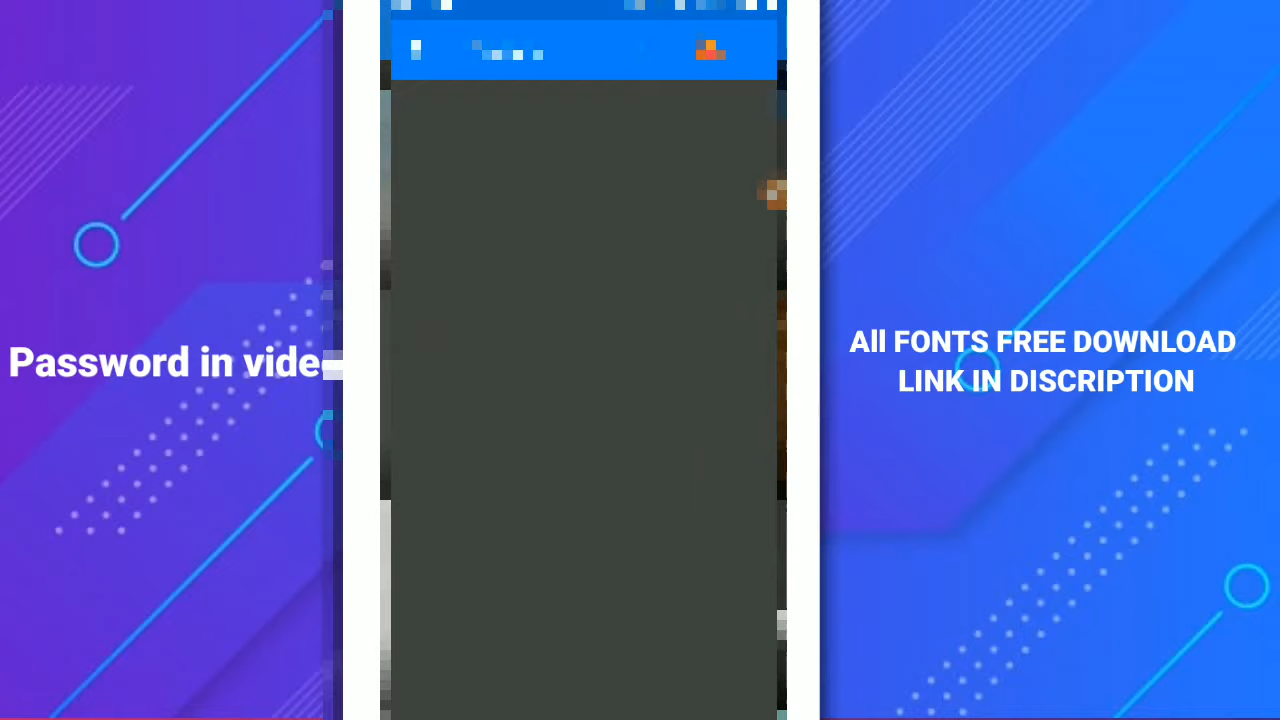 Password in vide
All FONTS FREE DOWNLOAD
LINK IN DISCRIPTION